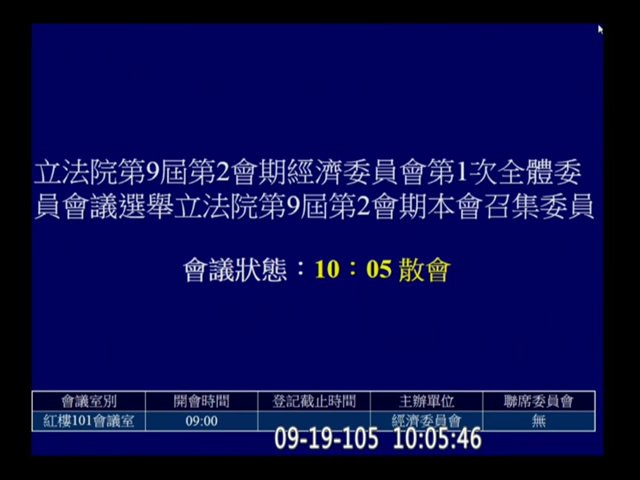 立法院第9屆第2會期經濟委員會第1次全體委
員會議選舉立法院第9屆第2會期本會召集委員
會議狀態：10：05 散會
會議室別 開會時間 登記截止時間 主辦單位 聯席委員會
紅樓101會議室 09:00 經濟委員會 無
09-19-105 10:05:46